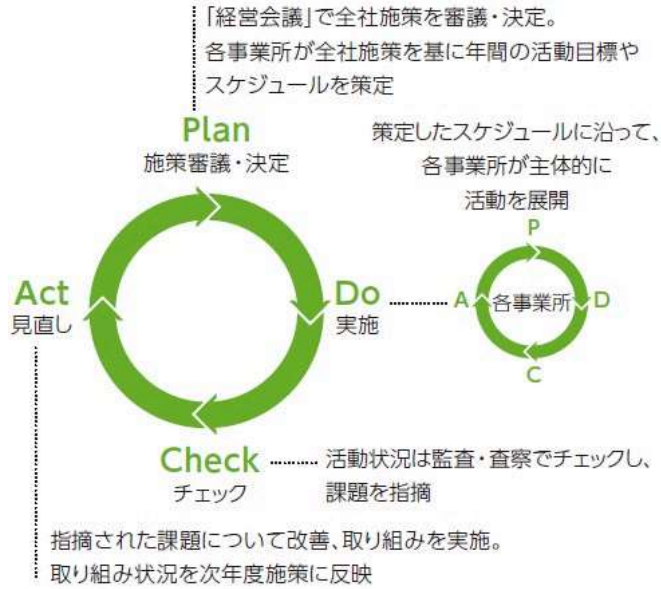 「経営会議」で全社施策を審議・決定。
各事業所が全社施策を基に年間の活動目標や
スケジュールを策定
Plan
施策審議・決定
策定したスケジュールに沿って、
各事業所が主体的に
活動を展開
P
Act
見直し
Do
実施
A
各事業所
D
C
Check
チェック
活動状況は監査・査察でチェックし、
課題を指摘
指摘された課題について改善、取り組みを実施。
取り組み状況を次年度施策に反映